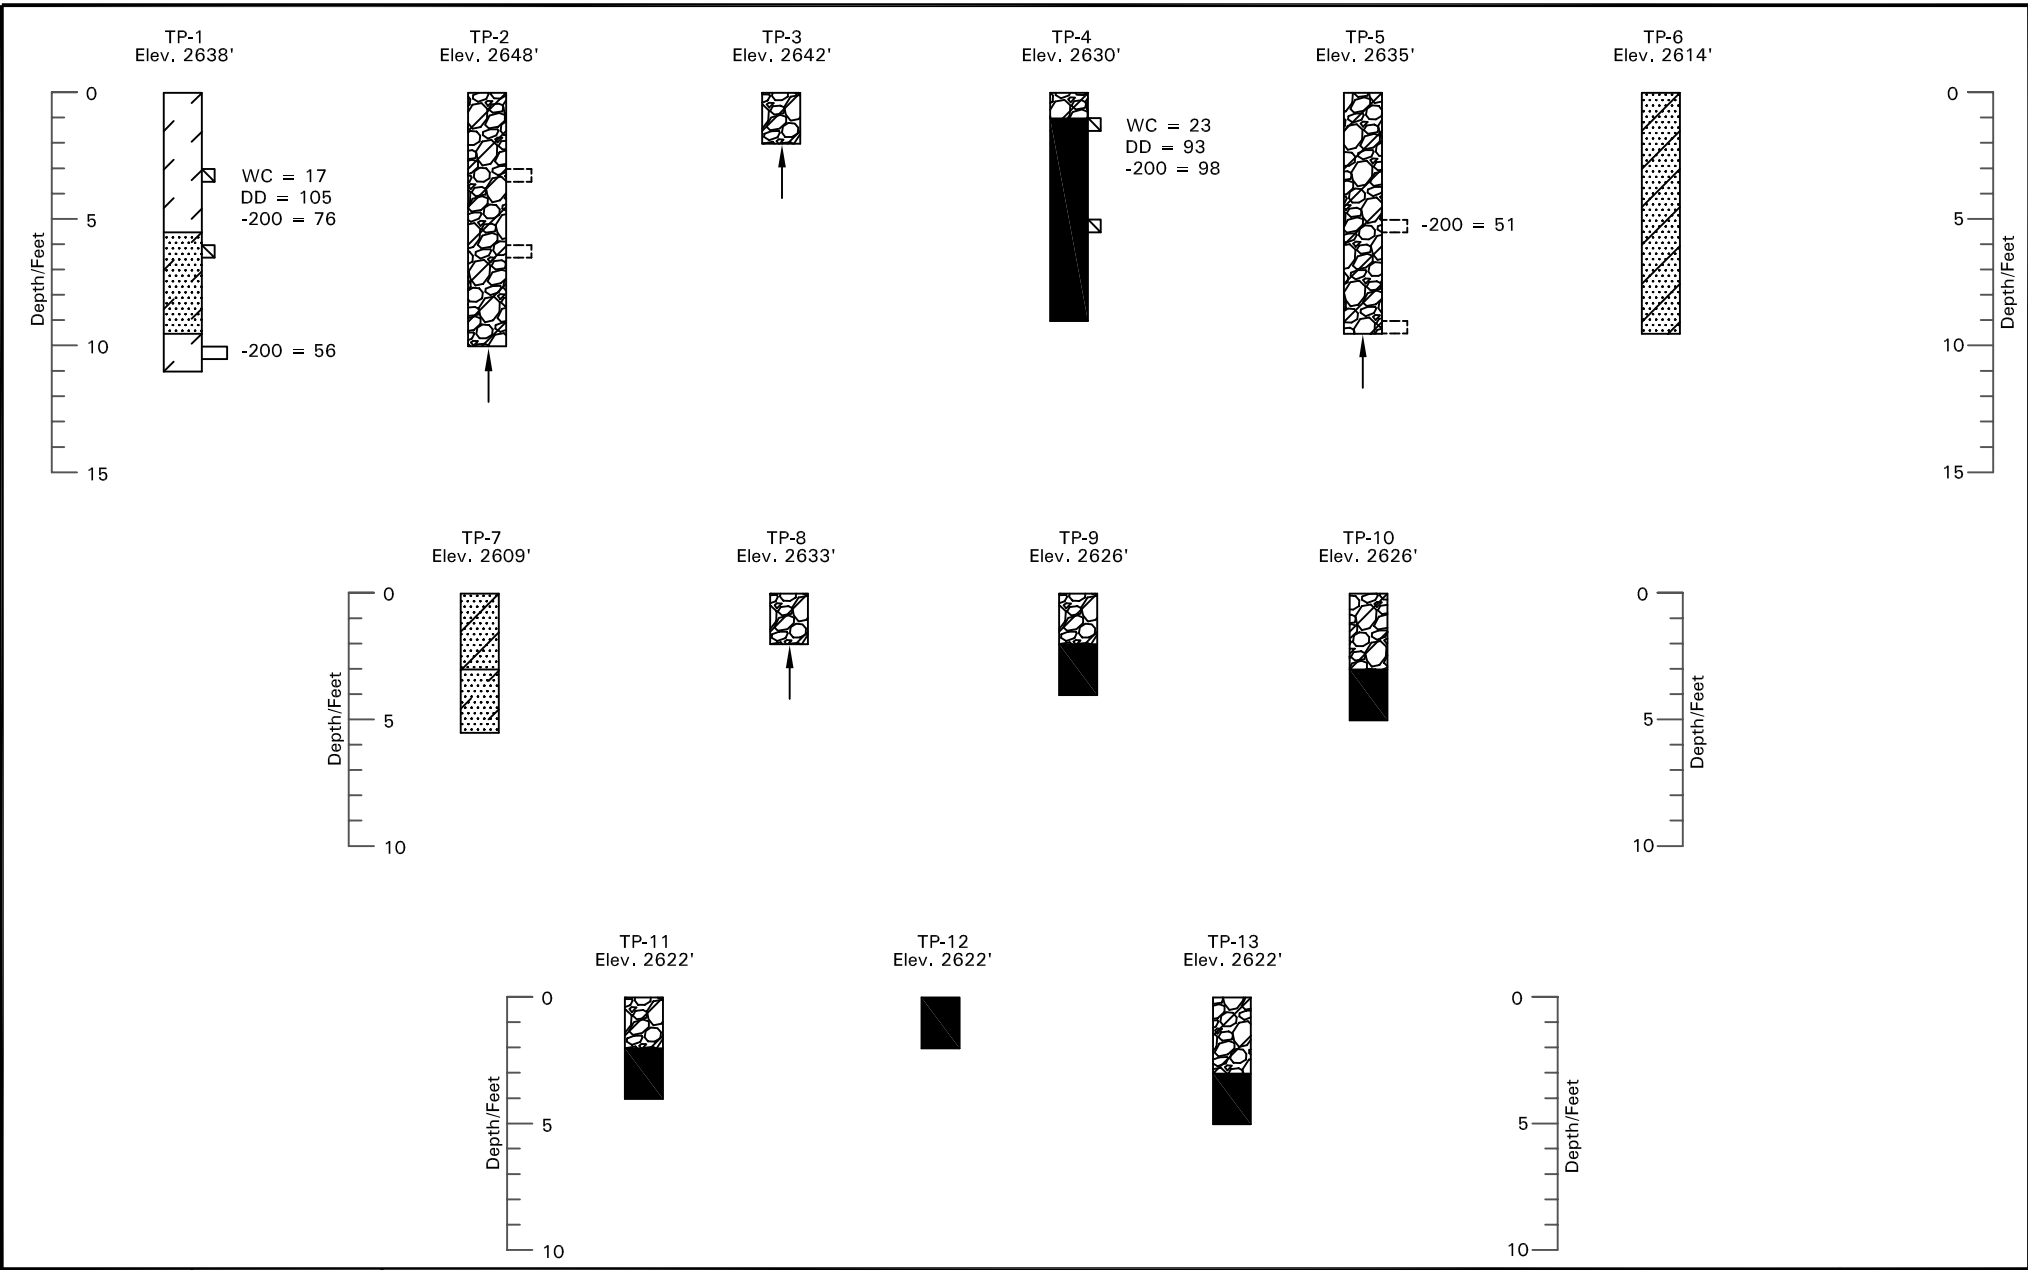 TP-1
Elev. 2638'
TP-2
Elev. 2648'
TP-3
Elev. 2642'
TP-4
Elev. 2630'
TP-5
Elev. 2635'
TP-6
Elev. 2614'
0
5
10
15
Depth/Feet
WC = 17
DD = 105
-200 = 76
-200 = 56
WC = 23
DD = 93
-200 = 98
-200 = 51
0
5
10
15
Depth/Feet
TP-7
Elev. 2609'
TP-8
Elev. 2633'
TP-9
Elev. 2626'
TP-10
Elev. 2626'
0
5
10
Depth/Feet
0
5
10
Depth/Feet
TP-11
Elev. 2622'
TP-12
Elev. 2622'
TP-13
Elev. 2622'
0
5
10
Depth/Feet
0
5
10
Depth/Feet